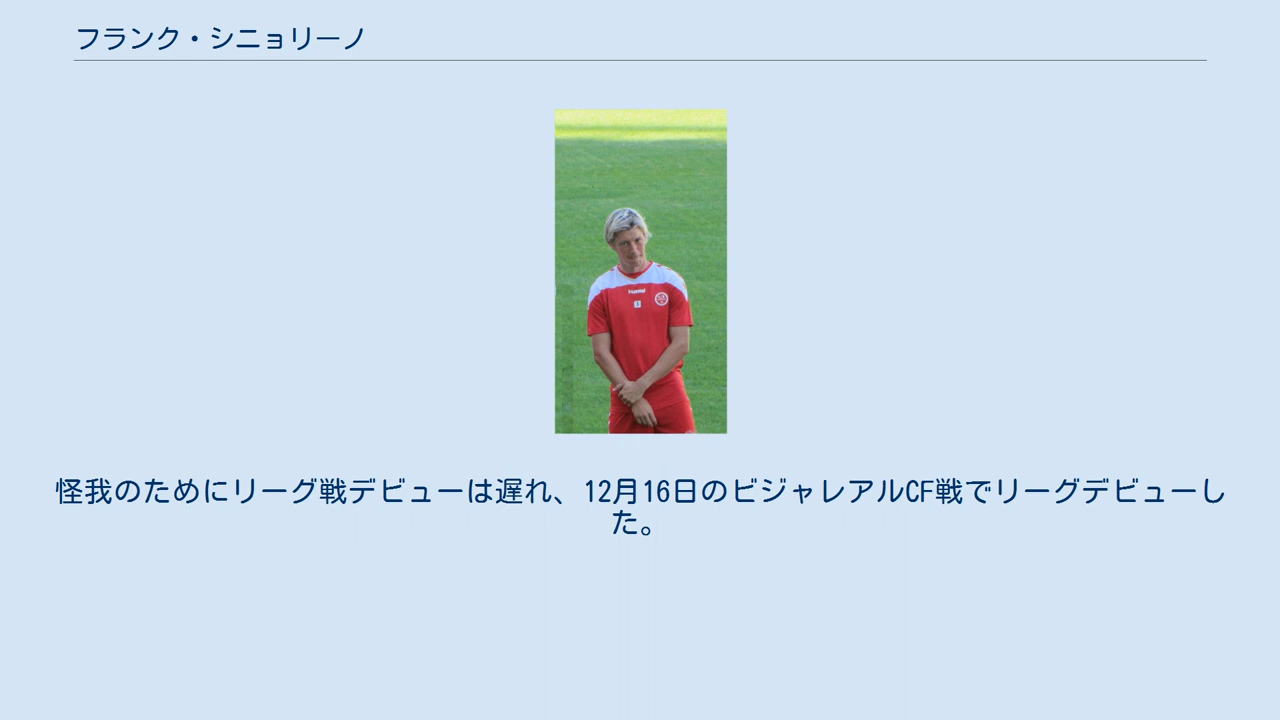 フランク・シニョリーノ
hummel
怪我のためにリーグ戦デビューは遅れ、12月16日のビジャレアルCF戦でリーグデビューし
た。